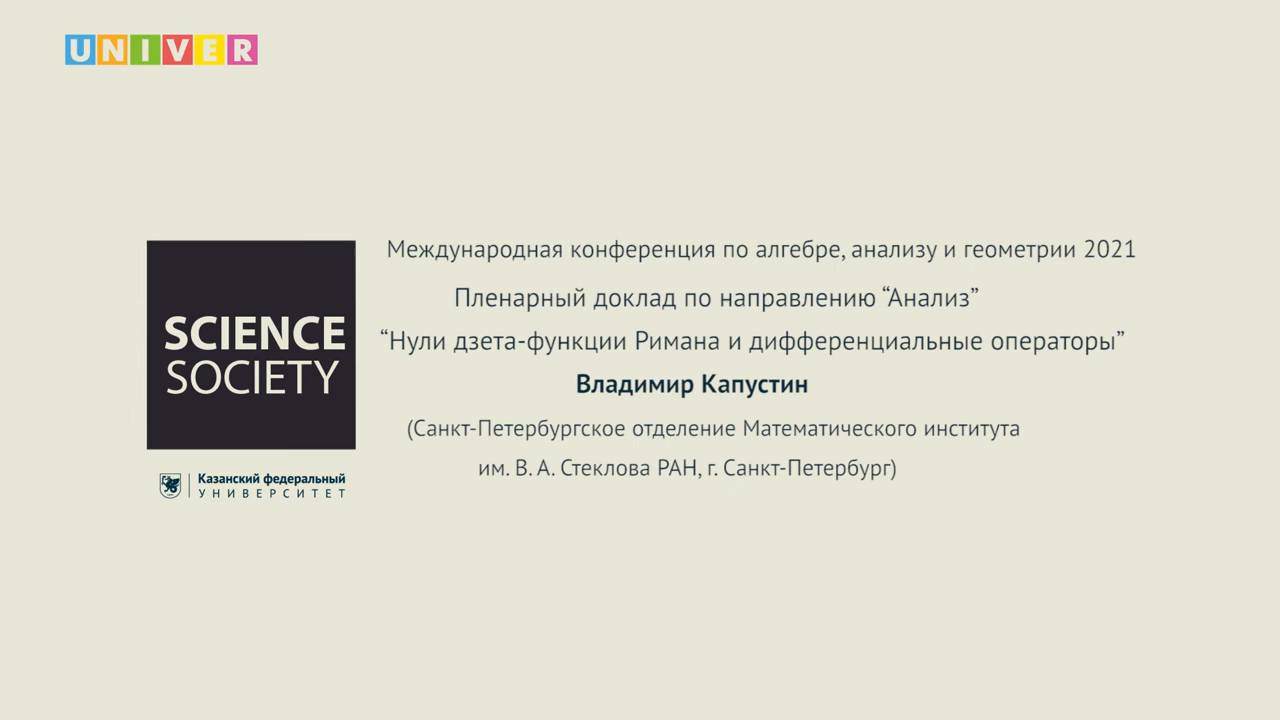 UNIVER
SCIENCE
SOCIETY
Казанский федеральный
УНИВЕРСИТЕТ
Международная конференция по алгебре, анализу и геометрии 2021
Пленарный доклад по направлению “Анализ”
“Нули дзета-функции Римана и дифференциальные операторы”
Владимир Капустин
(Санкт-Петербургское отделение Математического института
им. В. А. Стеклова РАН, г. Санкт-Петербург)